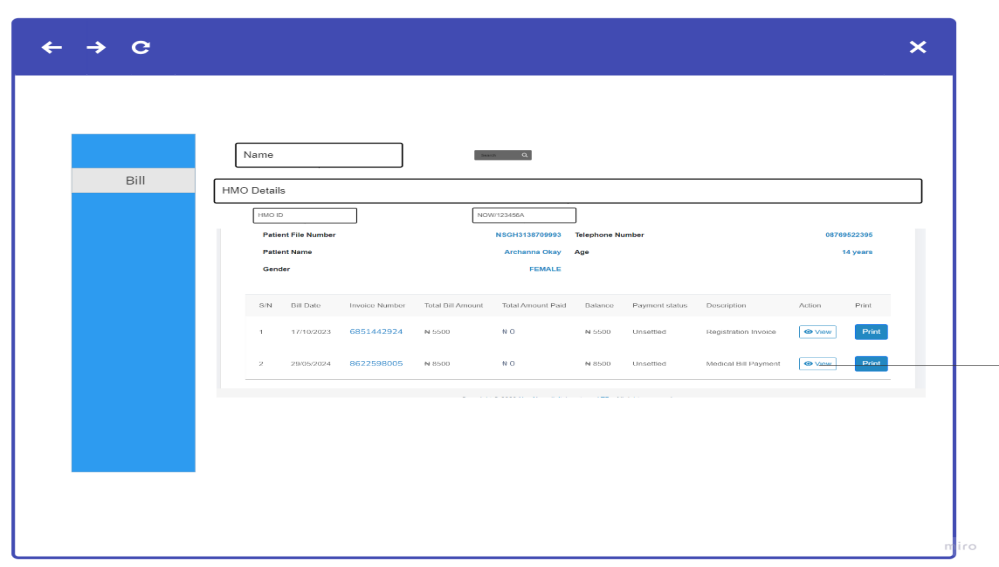 Name
Bill
HMO Details
HMO ID NOW/123456A
Patient File Number NSGH3138709993 Telephone Number 08769522395
Patient Name Archanna Okay Age 14 years
Gender FEMALE
S/N Bill Date Invoice Number Total Bill Amount Total Amount Paid Balance Payment status Description Action Print
1 17/10/2023 6851442924 ₦ 5500 ₦ 0 ₦ 5500 Unsettled Registration Invoice View Print
2 29/05/2024 8622598005 ₦ 8500 ₦ 0 ₦ 8500 Unsettled Medical Bill Payment View Print
miro